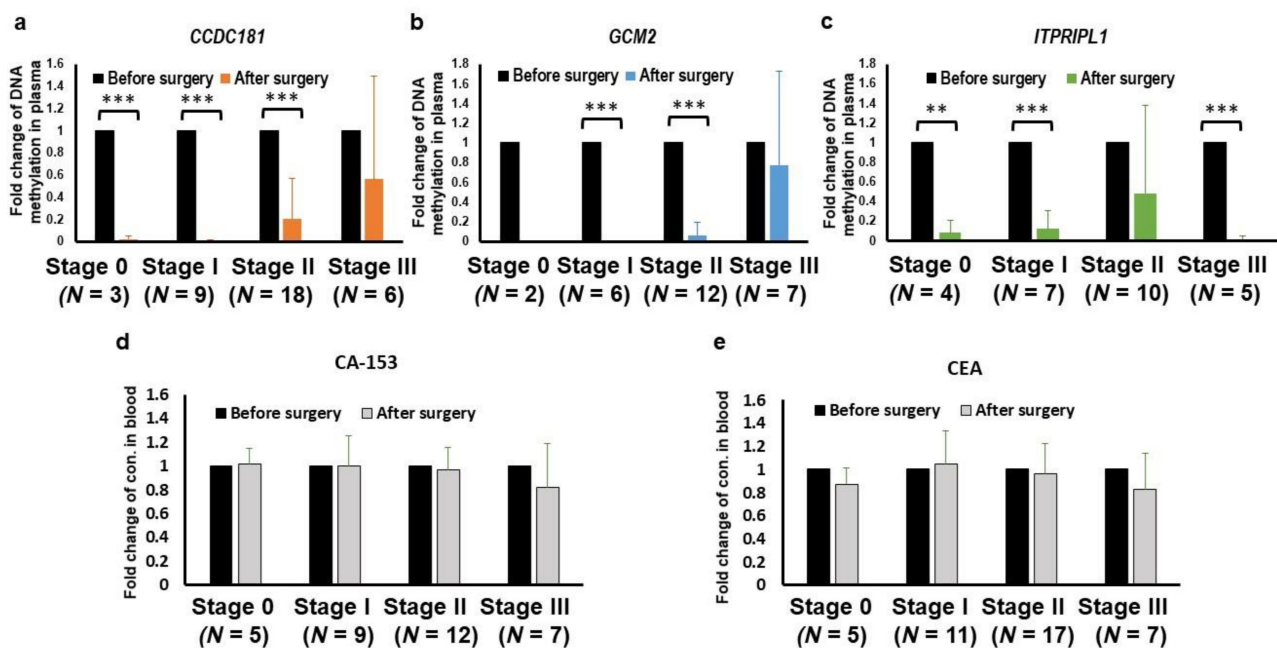 a
CCDC181
Fold change of DNA
methylation in plasma
1.6
1.4
1.2
1
0.8
0.6
0.4
0.2
0
Before surgery After surgery
*** *** ***
Stage 0 Stage I Stage II Stage III
(N = 3) (N = 9) (N = 18) (N = 6)
b
GCM2
Fold change of DNA
methylation in plasma
1.8
1.6
1.4
1.2
1
0.8
0.6
0.4
0.2
0
Before surgery After surgery
*** ***
Stage 0 Stage I Stage II Stage III
(N = 2) (N = 6) (N = 12) (N = 7)
c
ITPRIPL1
Fold change of DNA
methylation in plasma
1.8
1.6
1.4
1.2
1
0.8
0.6
0.4
0.2
0
Before surgery After surgery
** *** ***
Stage 0 Stage I Stage II Stage III
(N = 4) (N = 7) (N = 10) (N = 5)
d
CA-153
Fold change of con. in blood
1.6
1.4
1.2
1
0.8
0.6
0.4
0.2
0
Before surgery After surgery
Stage 0 Stage I Stage II Stage III
(N = 5) (N = 9) (N = 12) (N = 7)
e
CEA
Fold change of con. in blood
1.6
1.4
1.2
1
0.8
0.6
0.4
0.2
0
Before surgery After surgery
Stage 0 Stage I Stage II Stage III
(N = 5) (N = 11) (N = 17) (N = 7)